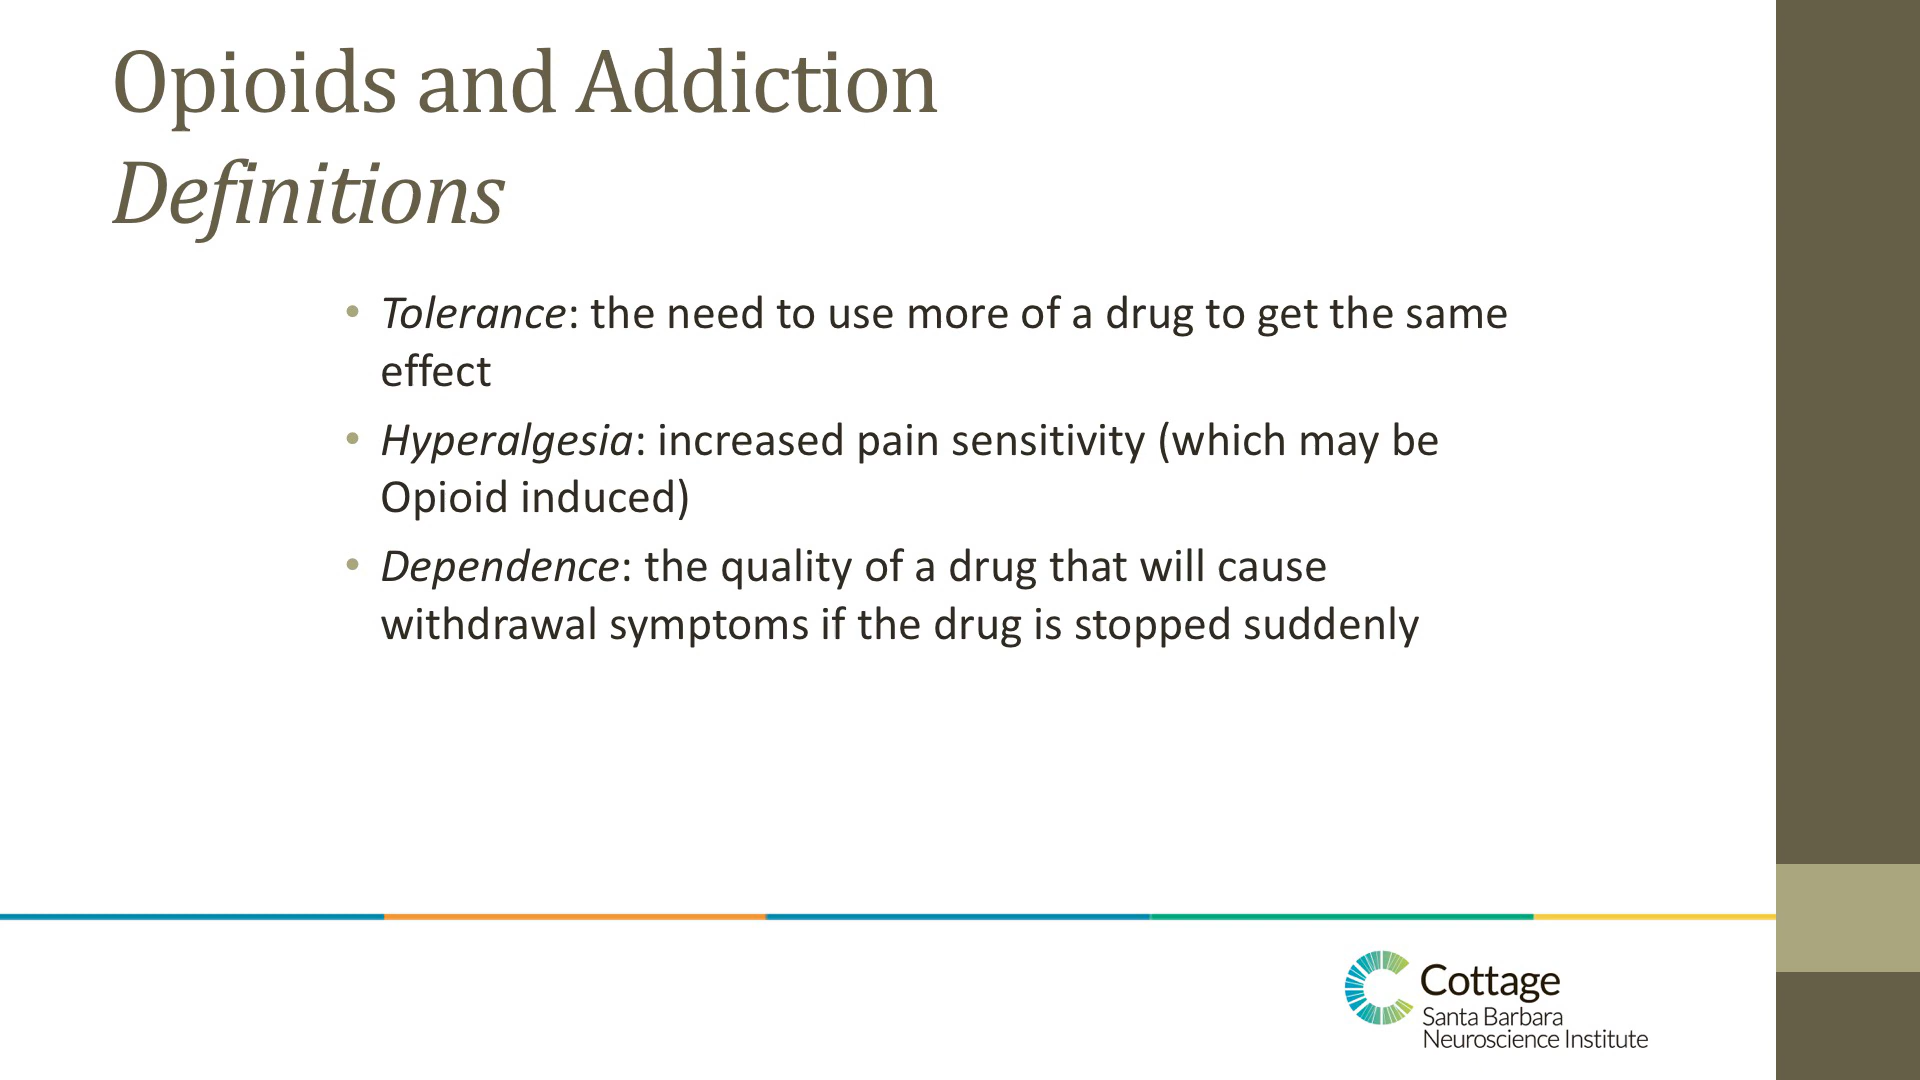 Opioids and Addiction
Definitions
• Tolerance: the need to use more of a drug to get the same
effect
• Hyperalgesia: increased pain sensitivity (which may be
Opioid induced)
• Dependence: the quality of a drug that will cause
withdrawal symptoms if the drug is stopped suddenly
Cottage
Santa Barbara
Neuroscience Institute